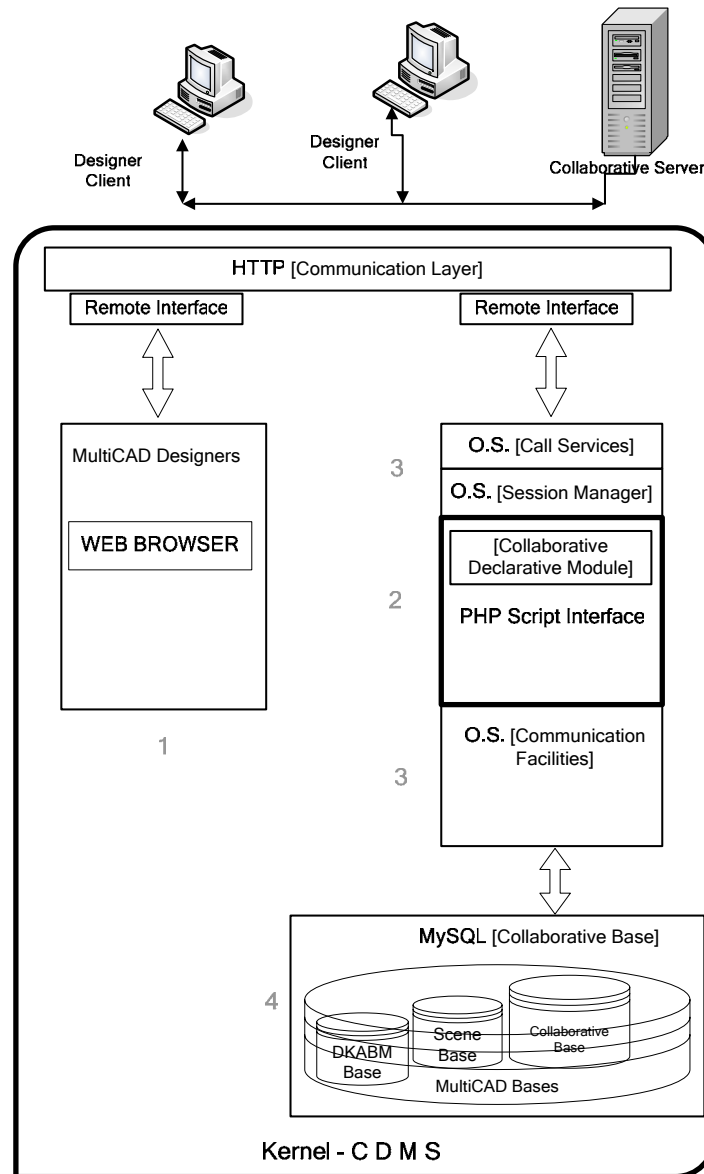 Designer
Client
Designer
Client
Collaborative Server
HTTP [Communication Layer]
Remote Interface
Remote Interface
MultiCAD Designers
WEB BROWSER
1
3
O.S. [Call Services]
O.S. [Session Manager]
2
[Collaborative
Declarative Module]
PHP Script Interface
3
O.S. [Communication
Facilities]
4
MySQL [Collaborative Base]
DKABM
Base
Scene
Base
Collaborative
Base
MultiCAD Bases
Kernel - C D M S